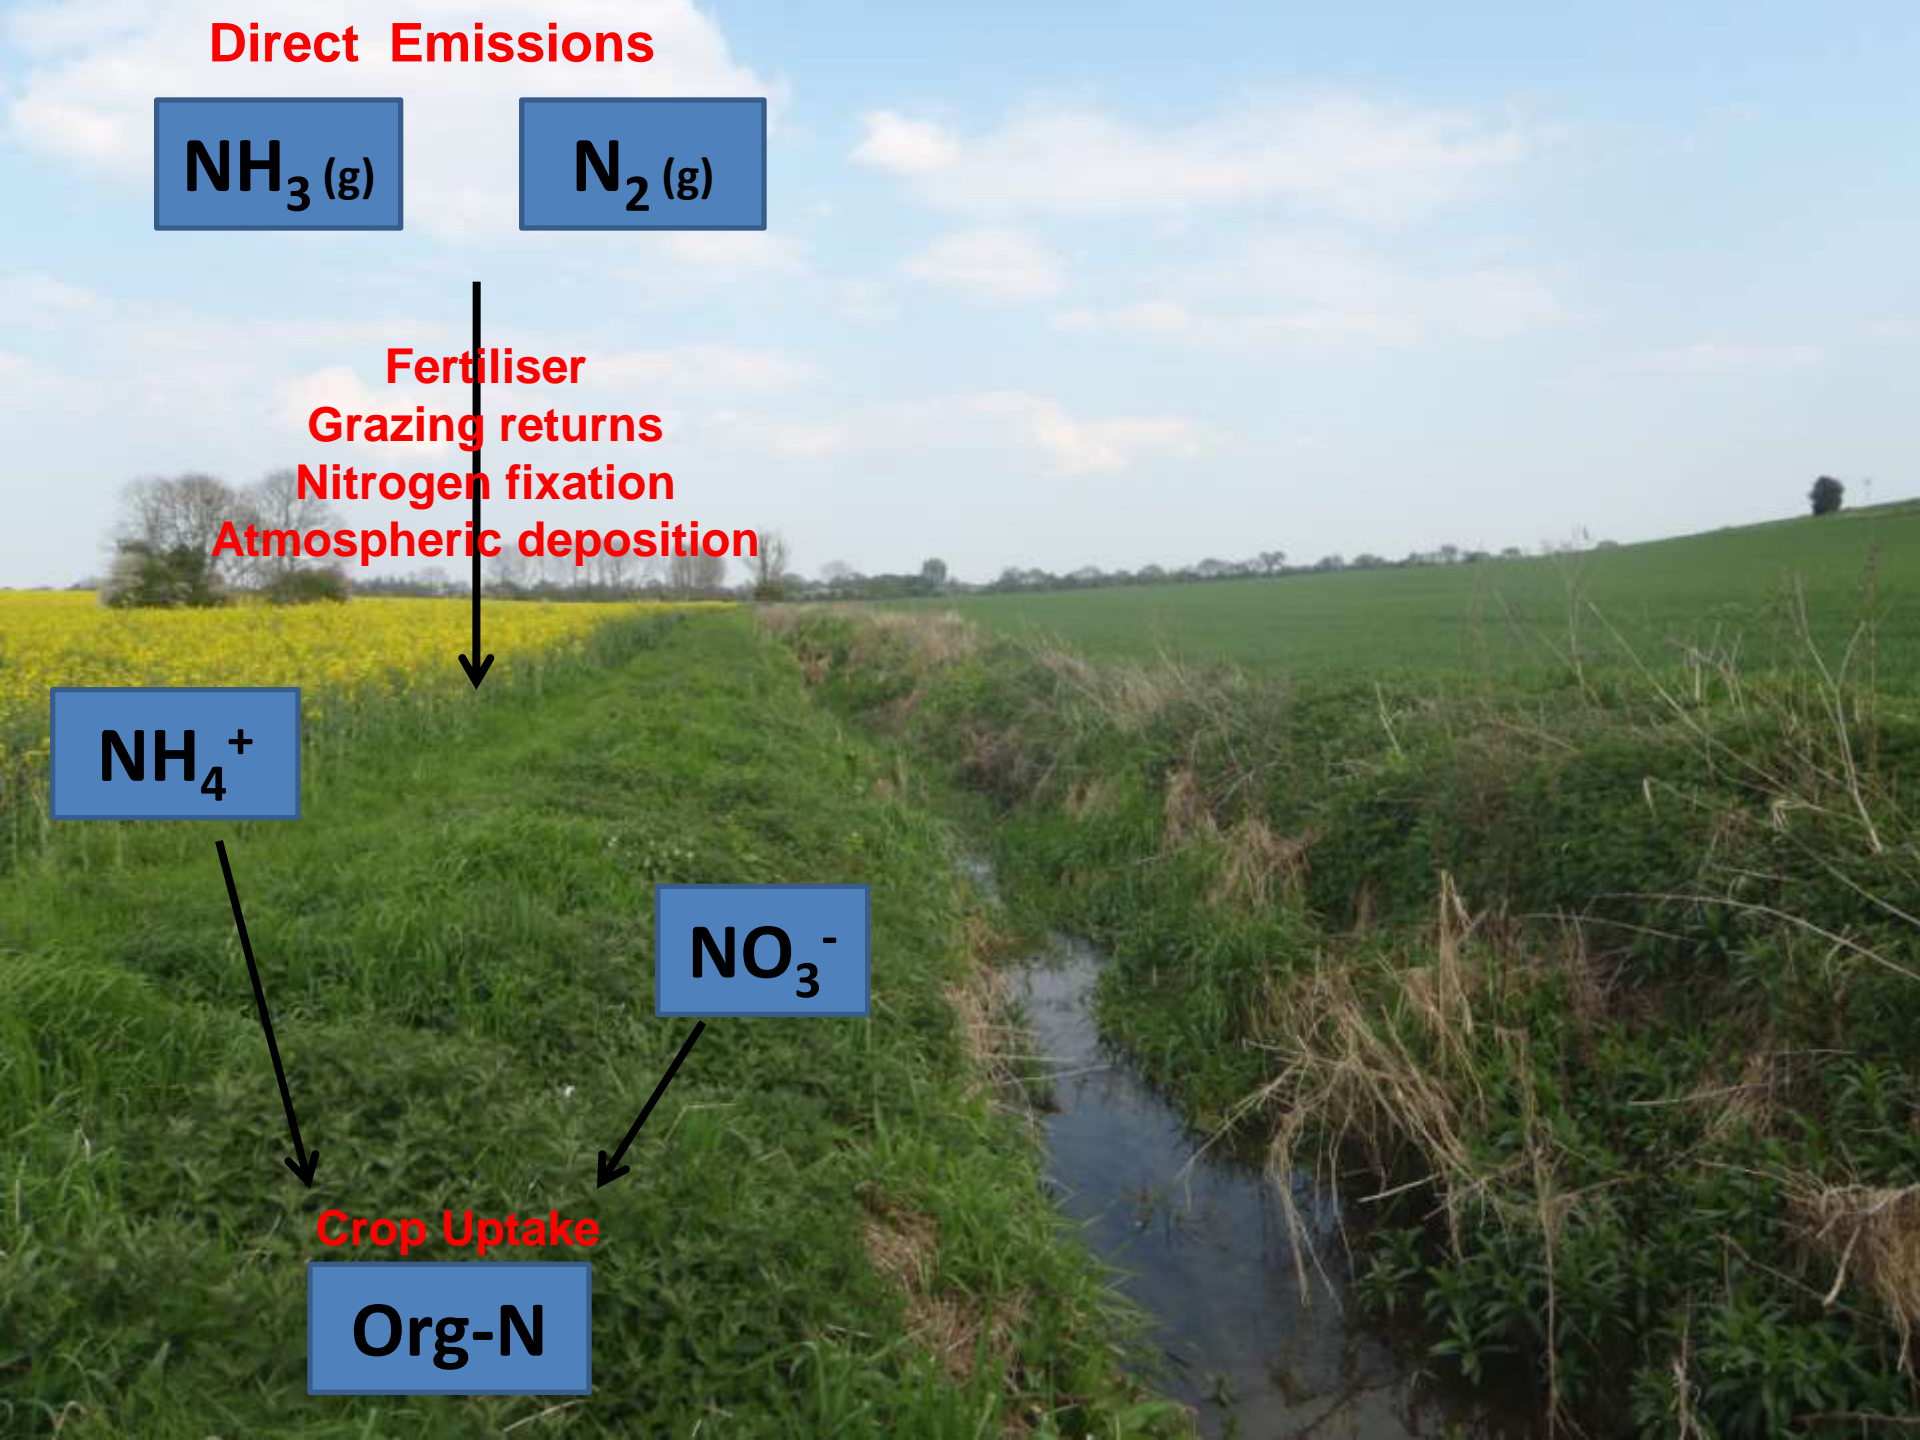 Direct  Emissions
NH₃ (g)
N₂ (g)
Fertiliser
Grazing returns
Nitrogen fixation
Atmospheric deposition
NH₄⁺
NO₃⁻
Crop Uptake
Org-N